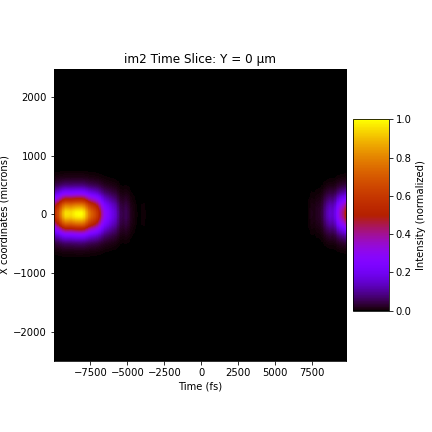 im2 Time Slice: Y = 0 μm
X coordinates (microns)
2000
1000
0
−1000
−2000
−7500 −5000 −2500 0 2500 5000 7500
Time (fs)
1.0
0.8
0.6
0.4
0.2
0.0
Intensity (normalized)